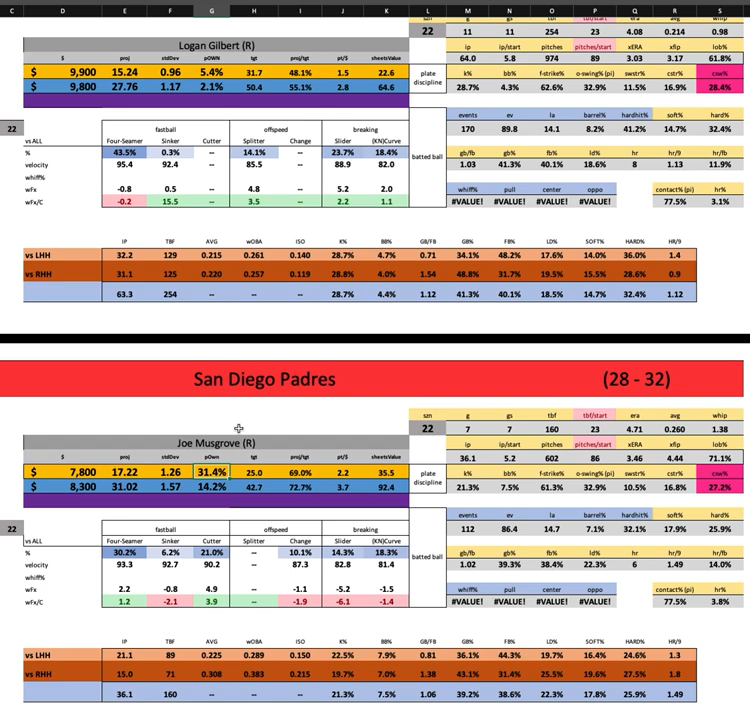 C D E F G H I J K L M N O P Q R S
szn g gs tbf tbf/start era avg whip
22 11 11 254 23 4.08 0.214 0.98
Logan Gilbert (R) ip ip/start pitches pitches/start xERA xfip lob%
$ proj stdDev pOWN tgt proj/tgt pt/$ sheetsValue 64.0 5.8 974 89 3.03 3.17 61.8%
$ 9,900 15.24 0.96 5.4% 31.7 48.1% 1.5 22.6 plate discipline k% bb% f-strike% o-swing% (pi) swstr% cstr% csw%
$ 9,800 27.76 1.17 2.1% 50.4 55.1% 2.8 64.6 28.7% 4.3% 62.6% 32.9% 11.5% 16.9% 28.4%
events ev la barrel% hardhit% soft% hard%
22 fastball offspeed breaking 170 89.8 14.1 8.2% 41.2% 14.7% 32.4%
vs ALL Four-Seamer Sinker Cutter Splitter Change Slider (KN)Curve
% 43.5% 0.3% -- 14.1% -- 23.7% 18.4% batted ball gb/fb gb% fb% ld% hr hr/9 hr/fb
velocity 95.4 92.4 -- 85.5 -- 88.9 82.0 1.03 41.3% 40.1% 18.6% 8 1.13 11.9%
whiff%
wFx -0.8 0.5 -- 4.8 -- 5.2 2.0 whiff% pull center oppo contact% (pi) hr%
wFx/C -0.2 15.5 -- 3.5 -- 2.2 1.1 #VALUE! #VALUE! #VALUE! #VALUE! 77.5% 3.1%
IP TBF AVG wOBA ISO K% BB% GB/FB GB% FB% LD% SOFT% HARD% HR/9
vs LHH 32.2 129 0.215 0.261 0.140 28.7% 4.7% 0.71 34.1% 48.2% 17.6% 14.0% 36.0% 1.4
vs RHH 31.1 125 0.220 0.257 0.119 28.8% 4.0% 1.54 48.8% 31.7% 19.5% 15.5% 28.6% 0.9
63.3 254 -- -- -- 28.7% 4.4% 1.12 41.3% 40.1% 18.5% 14.7% 32.4% 1.12
San Diego Padres (28 - 32)
szn g gs tbf tbf/start era avg whip
22 7 7 160 23 4.71 0.260 1.38
Joe Musgrove (R) ip ip/start pitches pitches/start xERA xfip lob%
$ proj stdDev pOwn tgt proj/tgt pt/$ sheetsValue 36.1 5.2 602 86 3.46 4.44 71.1%
$ 7,800 17.22 1.26 31.4% 25.0 69.0% 2.2 35.5 plate discipline k% bb% f-strike% o-swing% (pi) swstr% cstr% csw%
$ 8,300 31.02 1.57 14.2% 42.7 72.7% 3.7 92.4 21.3% 7.5% 61.3% 32.9% 10.5% 16.8% 27.2%
events ev la barrel% hardhit% soft% hard%
22 fastball offspeed breaking 112 86.4 14.7 7.1% 32.1% 17.9% 25.9%
vs ALL Four-Seamer Sinker Cutter Splitter Change Slider (KN)Curve
% 30.2% 6.2% 21.0% -- 10.1% 14.3% 18.3% batted ball gb/fb gb% fb% ld% hr hr/9 hr/fb
velocity 93.3 92.7 90.2 -- 87.3 82.8 81.4 1.02 39.3% 38.4% 22.3% 6 1.49 14.0%
whiff%
wFx 2.2 -0.8 4.9 -- -1.1 -5.2 -1.5 whiff% pull center oppo contact% (pi) hr%
wFx/C 1.2 -2.1 3.9 -- -1.9 -6.1 -1.4 #VALUE! #VALUE! #VALUE! #VALUE! 77.5% 3.8%
IP TBF AVG wOBA ISO K% BB% GB/FB GB% FB% LD% SOFT% HARD% HR/9
vs LHH 21.1 89 0.225 0.289 0.150 22.5% 7.9% 0.81 36.1% 44.3% 19.7% 16.4% 24.6% 1.3
vs RHH 15.0 71 0.308 0.383 0.215 19.7% 7.0% 1.38 43.1% 31.4% 25.5% 19.6% 27.5% 1.8
36.1 160 -- -- -- 21.3% 7.5% 1.06 39.2% 38.6% 22.3% 17.8% 25.9% 1.49